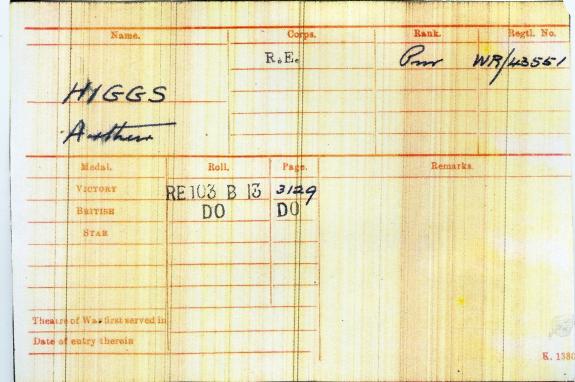 Name. Corps. Rank. Regtl. No.
R.E. Pnr WR/43551
HIGGS
Arthur
Medal. Roll. Page. Remarks.
VICTORY RE 103 B 13 3129
BRITISH DO DO
STAR
Theatre of War first served in
Date of entry therein
K. 1380